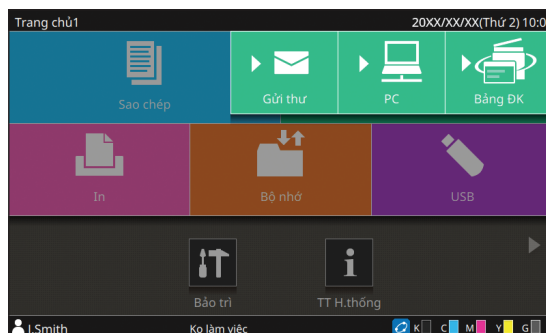 Trang chủ1 20XX/XX/XX(Thứ 2) 10:0
Sao chép Gửi thư PC Bảng ĐK
In Bộ nhớ USB
Bảo trì TT H.thống
J.Smith Ko làm việc K C M Y G